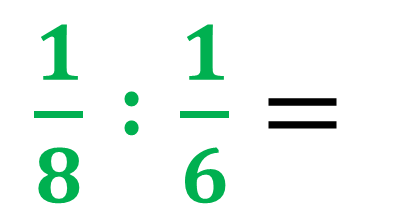 1/8 : 1/6 =